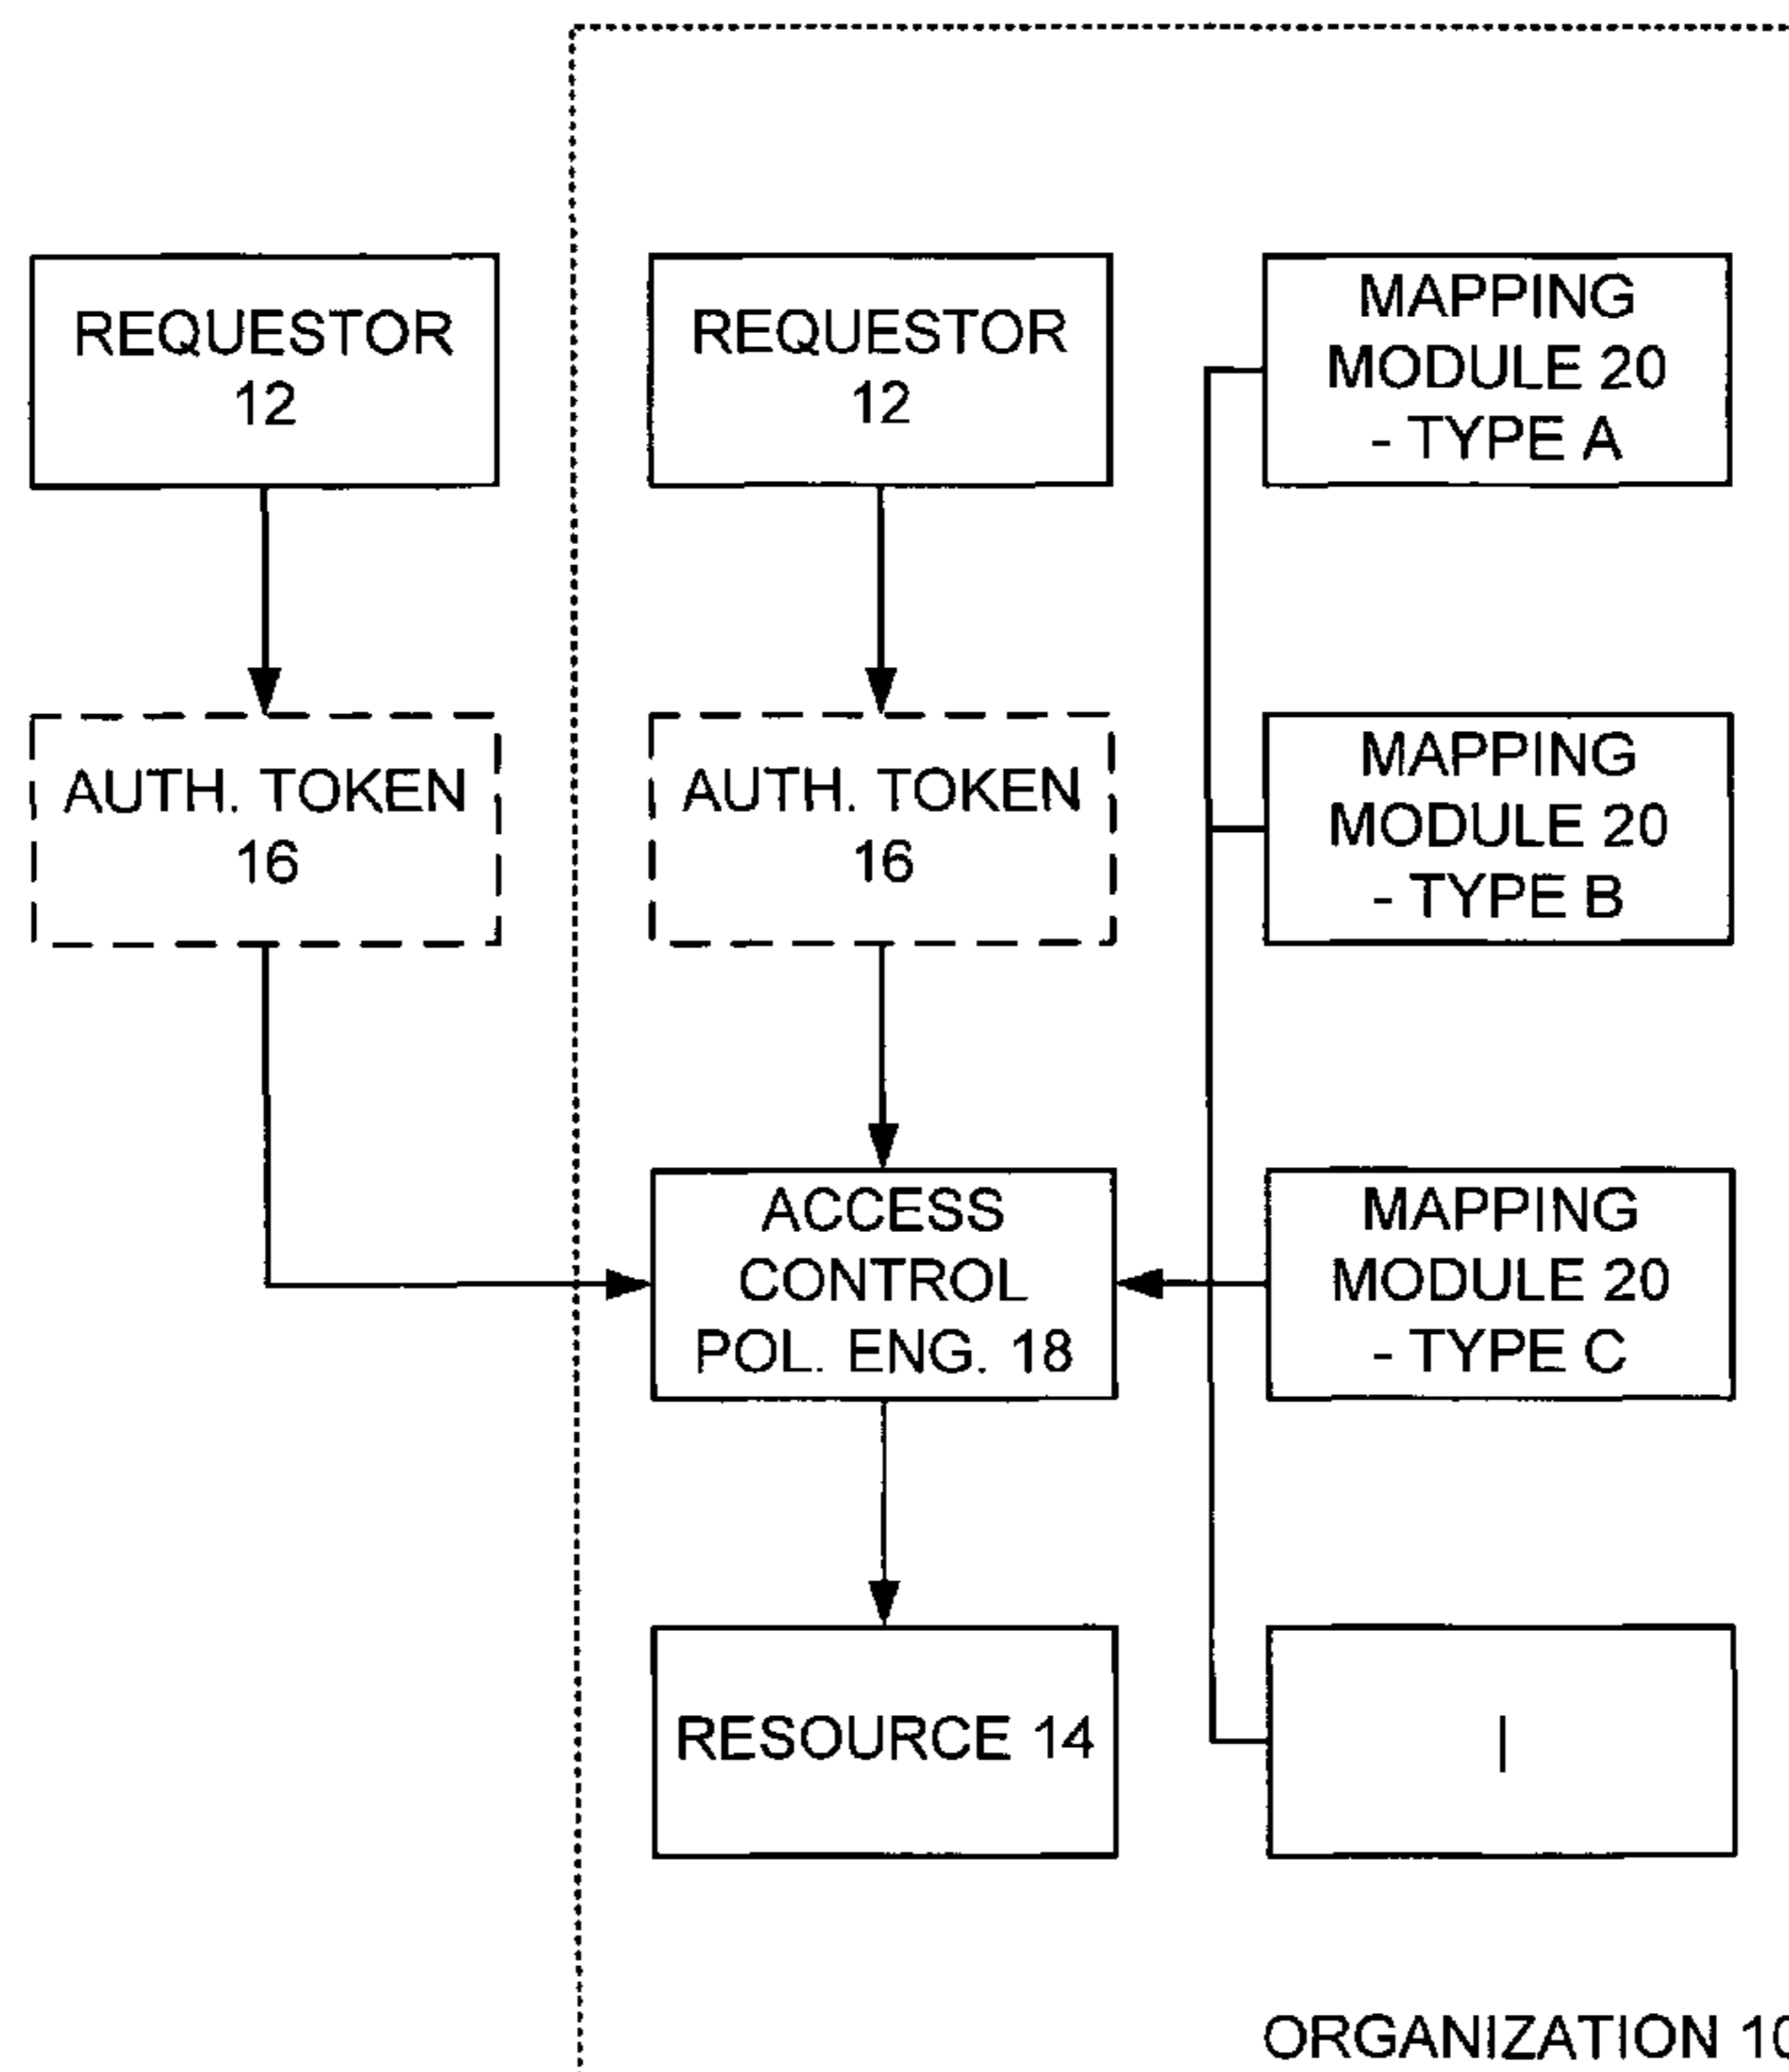 REQUESTOR
12
REQUESTOR
12
MAPPING
MODULE 20
- TYPE A
AUTH. TOKEN
16
AUTH. TOKEN
16
MAPPING
MODULE 20
- TYPE B
ACCESS
CONTROL
POL. ENG. 18
MAPPING
MODULE 20
- TYPE C
RESOURCE 14
|
ORGANIZATION 10